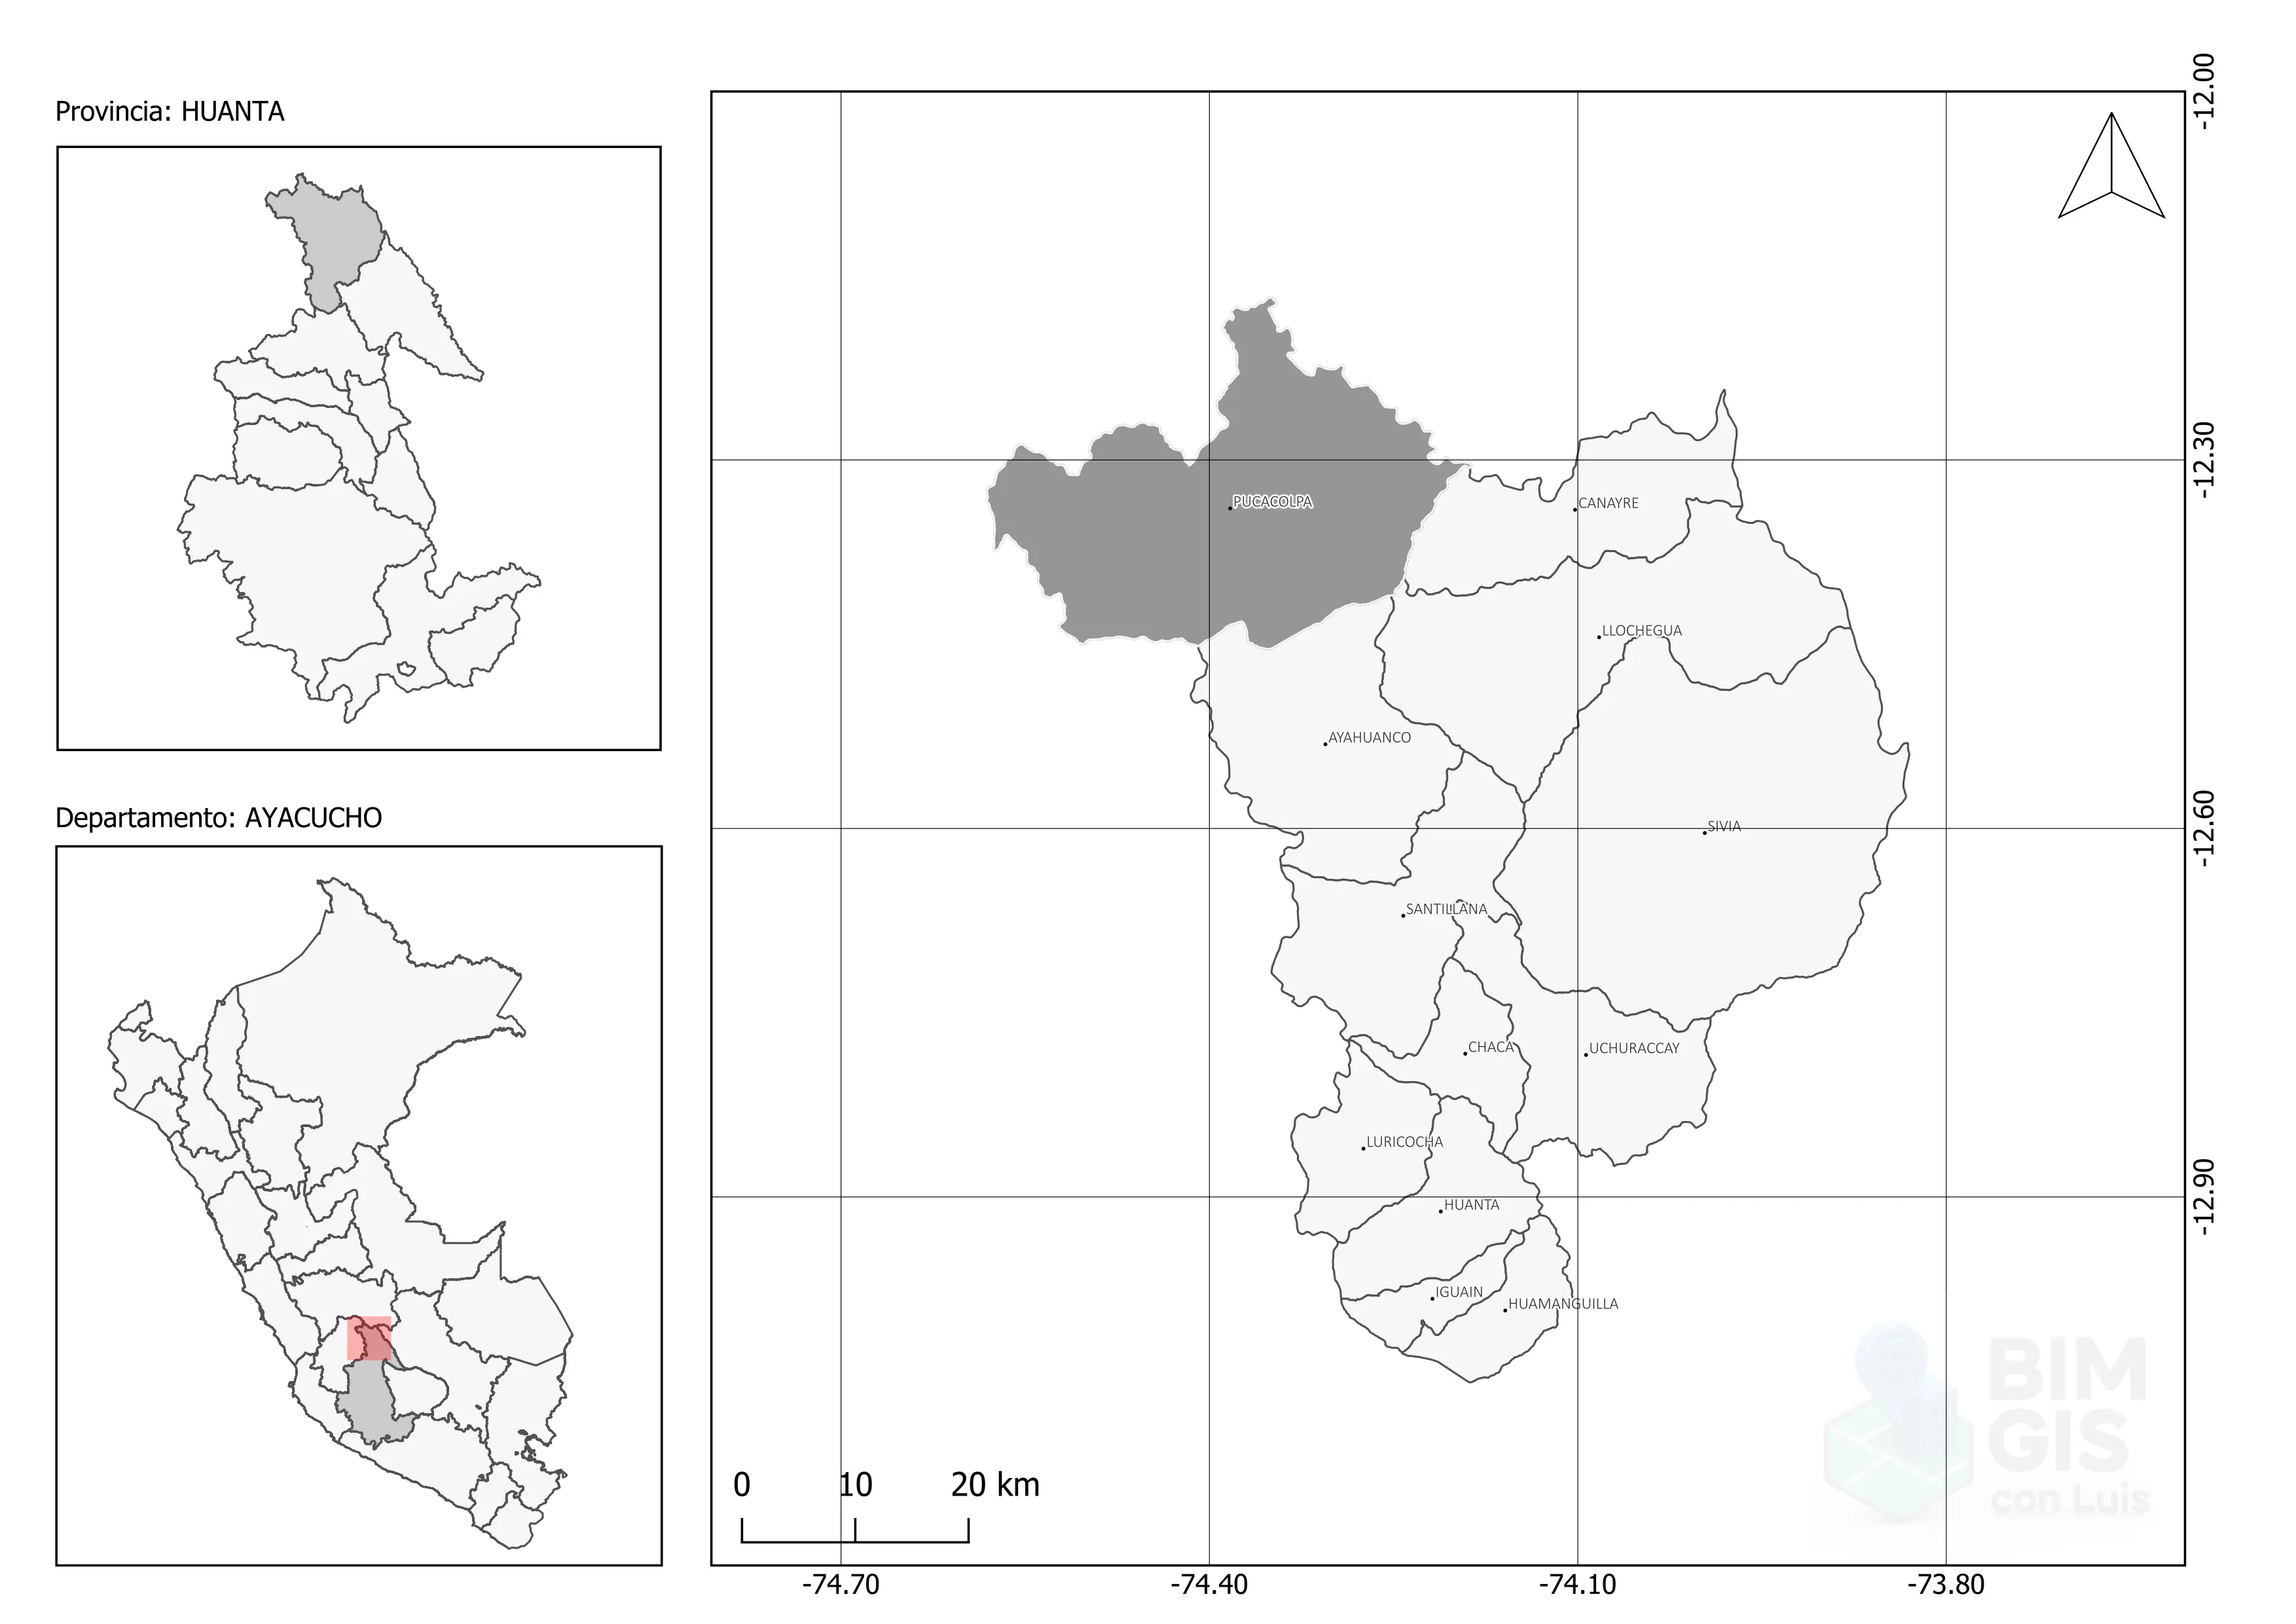 Provincia: HUANTA
Departamento: AYACUCHO
PUCACOLPA
CANAYRE
LLOCHEGUA
AYAHUANCO
SIVIA
SANTILLANA
CHACA
UCHURACCAY
LURICOCHA
HUANTA
IGUAIN
HUAMANGUILLA
-12.00
-12.30
-12.60
-12.90
0 10 20 km
-74.70 -74.40 -74.10 -73.80
BIM
GIS
con Luis